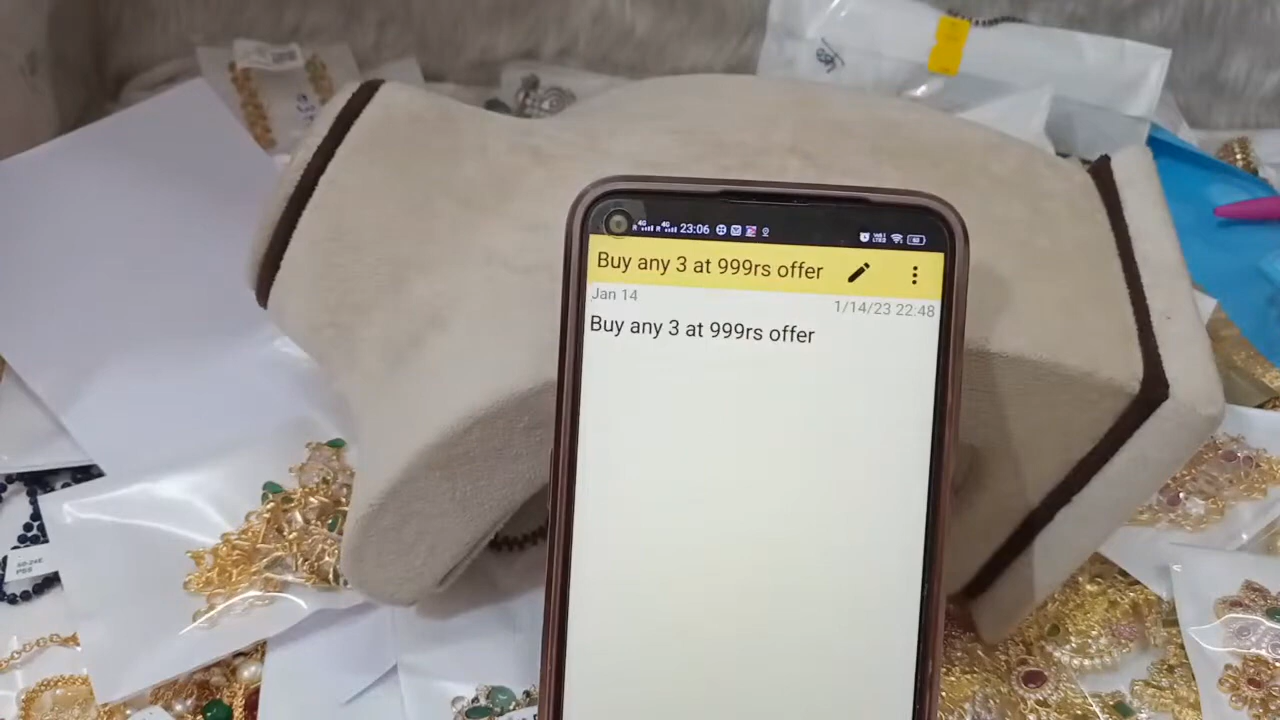 23:06
Buy any 3 at 999rs offer
Jan 14
1/14/23 22:48
Buy any 3 at 999rs offer